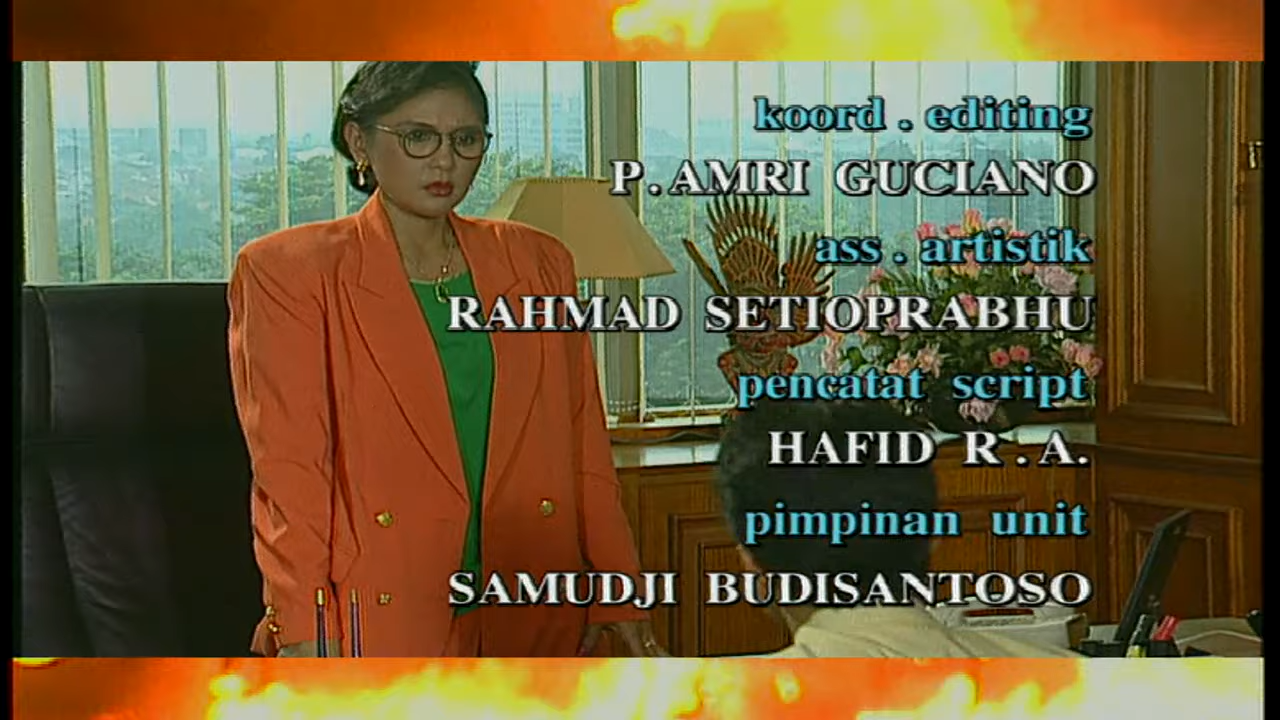 koord . editing
P. AMRI GUCIANO
ass . artistik
RAHMAD SETIOPRABHU
pencatat script
HAFID R . A.
pimpinan unit
SAMUDJI BUDISANTOSO